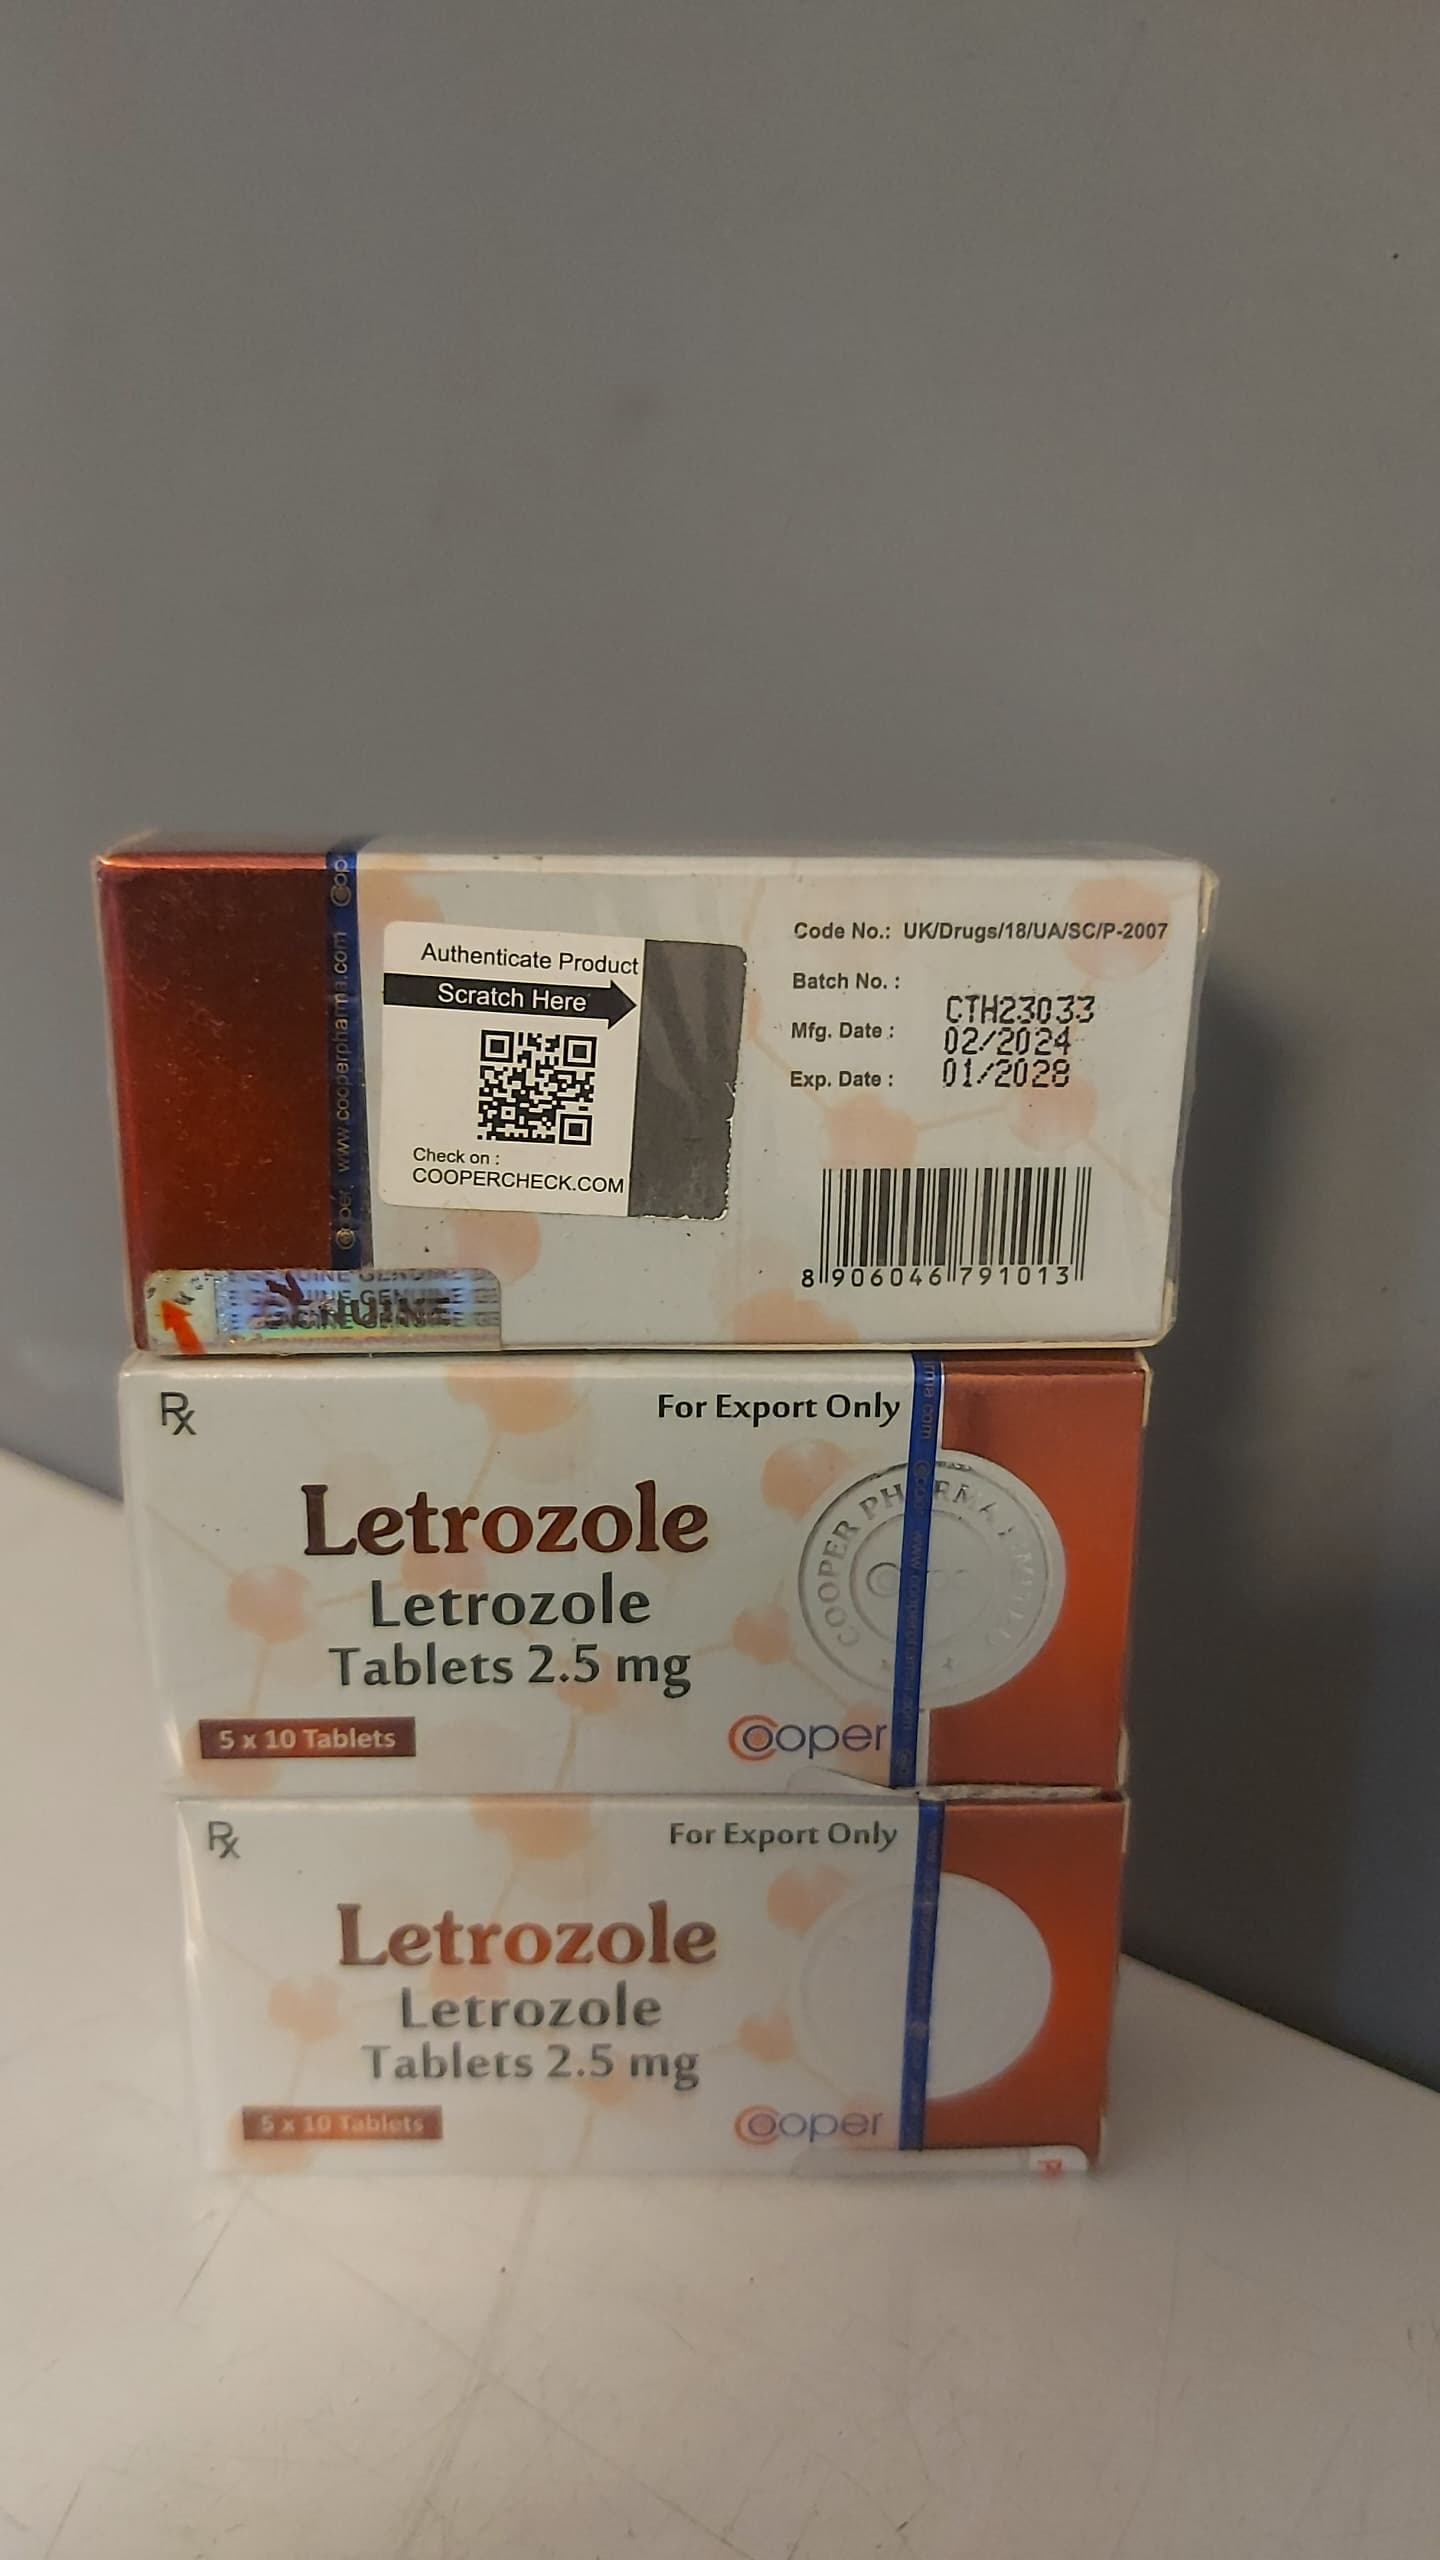 Cooper www.cooperpharma.com Coop
Authenticate Product
Scratch Here
Check on :
COOPERCHECK.COM
Code No.: UK/Drugs/18/UA/SC/P-2007
Batch No. : CTH23033
Mfg. Date : 02/2024
Exp. Date : 01/2028
8 906046 791013
GENUINE
Rx
For Export Only
Letrozole
Letrozole
Tablets 2.5 mg
5 x 10 Tablets
Cooper
COOPER PHARMA LIMITED
Rx
For Export Only
Letrozole
Letrozole
Tablets 2.5 mg
5 x 10 Tablets
Cooper